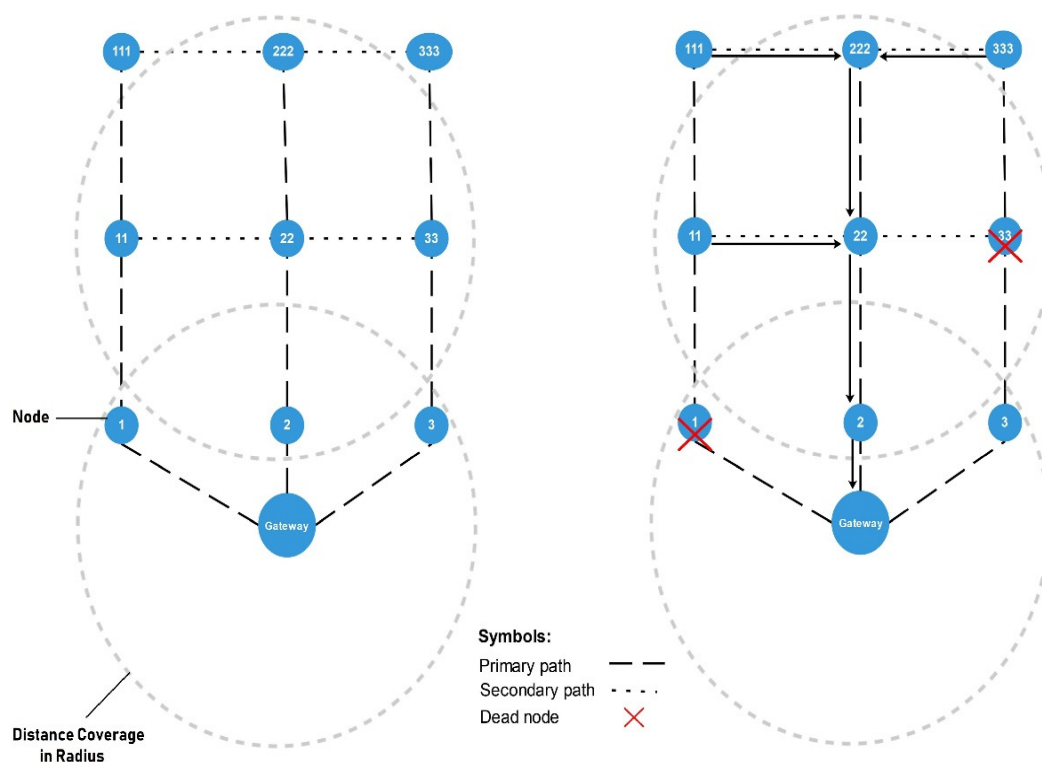 111 222 333
11 22 33
Node
1 2 3
Gateway
Distance Coverage
in Radius
111 222 333
11 22 33
1 2 3
Gateway
Symbols:
Primary path
Secondary path
Dead node